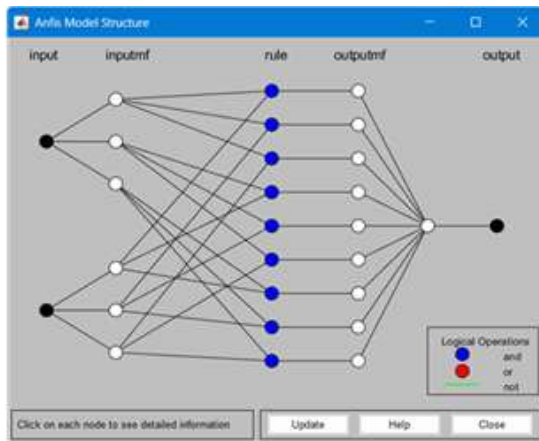 Anfis Model Structure
input inputmf rule outputmf output
Logical Operations
and
or
not
Click on each node to see detailed information
Update Help Close